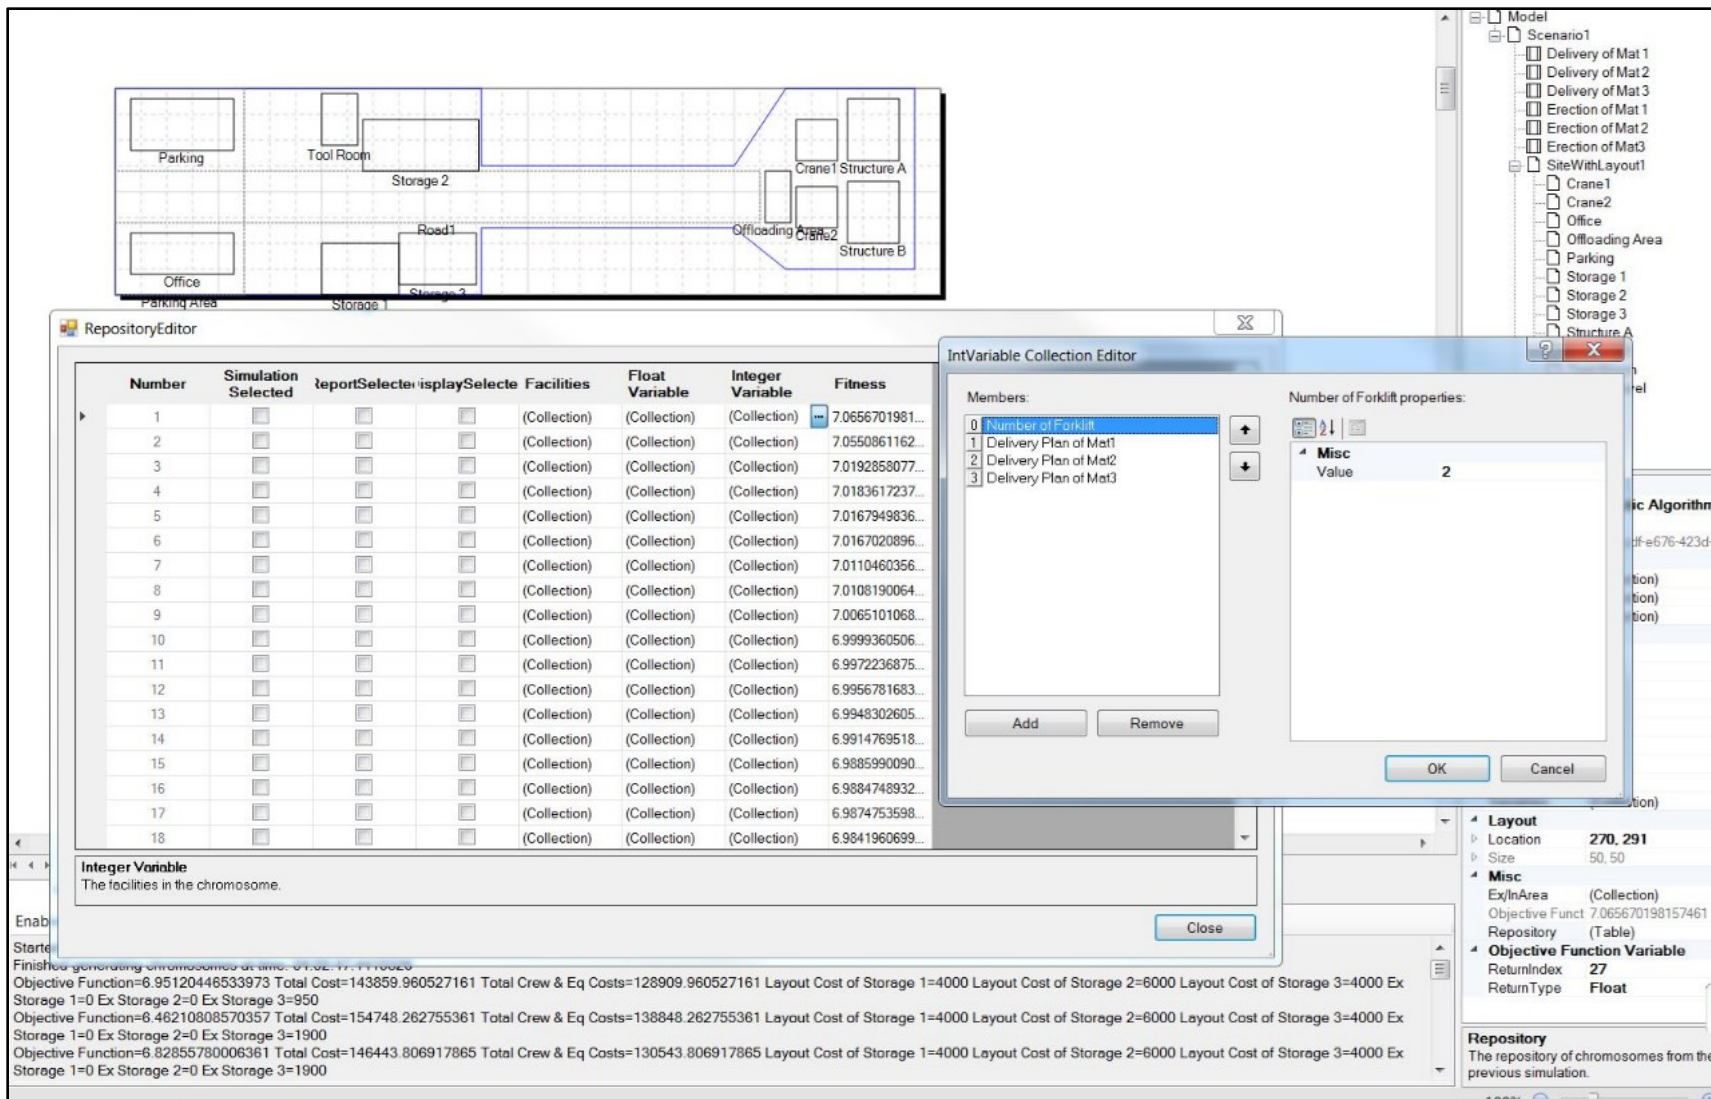 Model
Scenario1
Delivery of Mat 1
Delivery of Mat 2
Delivery of Mat 3
Erection of Mat 1
Erection of Mat 2
Erection of Mat3
SiteWithLayout1
Crane1
Crane2
Office
Offloading Area
Parking
Storage 1
Storage 2
Storage 3
Structure A
Parking
Tool Room
Storage 2
Crane1 Structure A
Road1
Offloading Area
Crane2
Structure B
Office
Parking Area
Storage 1
Storage 3
RepositoryEditor
Number Simulation Selected ReportSelected isplaySelecte Facilities Float Variable Integer Variable Fitness
1 (Collection) (Collection) (Collection) ... 7.0656701981...
2 (Collection) (Collection) (Collection) 7.0550861162...
3 (Collection) (Collection) (Collection) 7.0192858077...
4 (Collection) (Collection) (Collection) 7.0183617237...
5 (Collection) (Collection) (Collection) 7.0167949836...
6 (Collection) (Collection) (Collection) 7.0167020896...
7 (Collection) (Collection) (Collection) 7.0110460356...
8 (Collection) (Collection) (Collection) 7.0108190064...
9 (Collection) (Collection) (Collection) 7.0065101068...
10 (Collection) (Collection) (Collection) 6.9999360506...
11 (Collection) (Collection) (Collection) 6.9972236875...
12 (Collection) (Collection) (Collection) 6.9956781683...
13 (Collection) (Collection) (Collection) 6.9948302605...
14 (Collection) (Collection) (Collection) 6.9914769518...
15 (Collection) (Collection) (Collection) 6.9885990090...
16 (Collection) (Collection) (Collection) 6.9884748932...
17 (Collection) (Collection) (Collection) 6.9874753598...
18 (Collection) (Collection) (Collection) 6.9841960699...
Integer Variable
The facilities in the chromosome.
Close
IntVariable Collection Editor
Members:
0 Number of Forklift
1 Delivery Plan of Mat1
2 Delivery Plan of Mat2
3 Delivery Plan of Mat3
Add Remove
Number of Forklift properties:
Misc
Value 2
OK Cancel
ic Algorithm
df-e676-423d-
tion)
tion)
tion)
Layout
Location 270, 291
Size 50, 50
Misc
Ex/InArea (Collection)
Objective Funct 7.065670198157461
Repository (Table)
Objective Function Variable
ReturnIndex 27
ReturnType Float
Repository
The repository of chromosomes from the
previous simulation.
Enab
Starte
Objective Function=6.95120446533973 Total Cost=143859.960527161 Total Crew & Eq Costs=128909.960527161 Layout Cost of Storage 1=4000 Layout Cost of Storage 2=6000 Layout Cost of Storage 3=4000 Ex
Storage 1=0 Ex Storage 2=0 Ex Storage 3=950
Objective Function=6.46210808570357 Total Cost=154748.262755361 Total Crew & Eq Costs=138848.262755361 Layout Cost of Storage 1=4000 Layout Cost of Storage 2=6000 Layout Cost of Storage 3=4000 Ex
Storage 1=0 Ex Storage 2=0 Ex Storage 3=1900
Objective Function=6.82855780006361 Total Cost=146443.806917865 Total Crew & Eq Costs=130543.806917865 Layout Cost of Storage 1=4000 Layout Cost of Storage 2=6000 Layout Cost of Storage 3=4000 Ex
Storage 1=0 Ex Storage 2=0 Ex Storage 3=1900